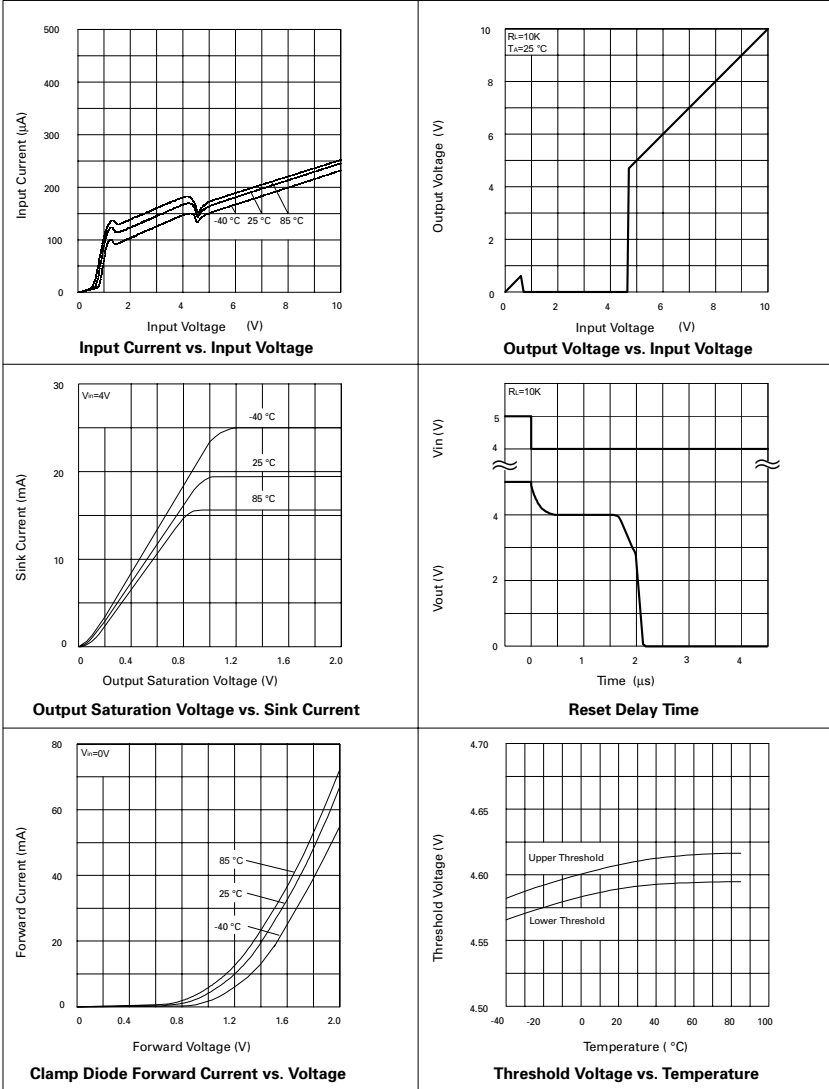 500
400
300
200
100
0
Input Current (µA)
-40 °C 25 °C 85 °C
0 2 4 6 8 10
Input Voltage (V)
Input Current vs. Input Voltage
RL=10K
TA=25 °C
10
8
6
4
2
0
Output Voltage (V)
0 2 4 6 8 10
Input Voltage (V)
Output Voltage vs. Input Voltage
Vin=4V
30
20
10
0
Sink Current (mA)
-40 °C
25 °C
85 °C
0 0.4 0.8 1.2 1.6 2.0
Output Saturation Voltage (V)
Output Saturation Voltage vs. Sink Current
RL=10K
5
4
Vin (V)
4
2
0
Vout (V)
0 1 2 3 4
Time (µs)
Reset Delay Time
Vin=0V
80
60
40
20
0
Forward Current (mA)
85 °C
25 °C
-40 °C
0 0.4 0.8 1.2 1.6 2.0
Forward Voltage (V)
Clamp Diode Forward Current vs. Voltage
4.70
4.65
4.60
4.55
4.50
Threshold Voltage (V)
Upper Threshold
Lower Threshold
-40 -20 0 20 40 60 80 100
Temperature ( °C)
Threshold Voltage vs. Temperature